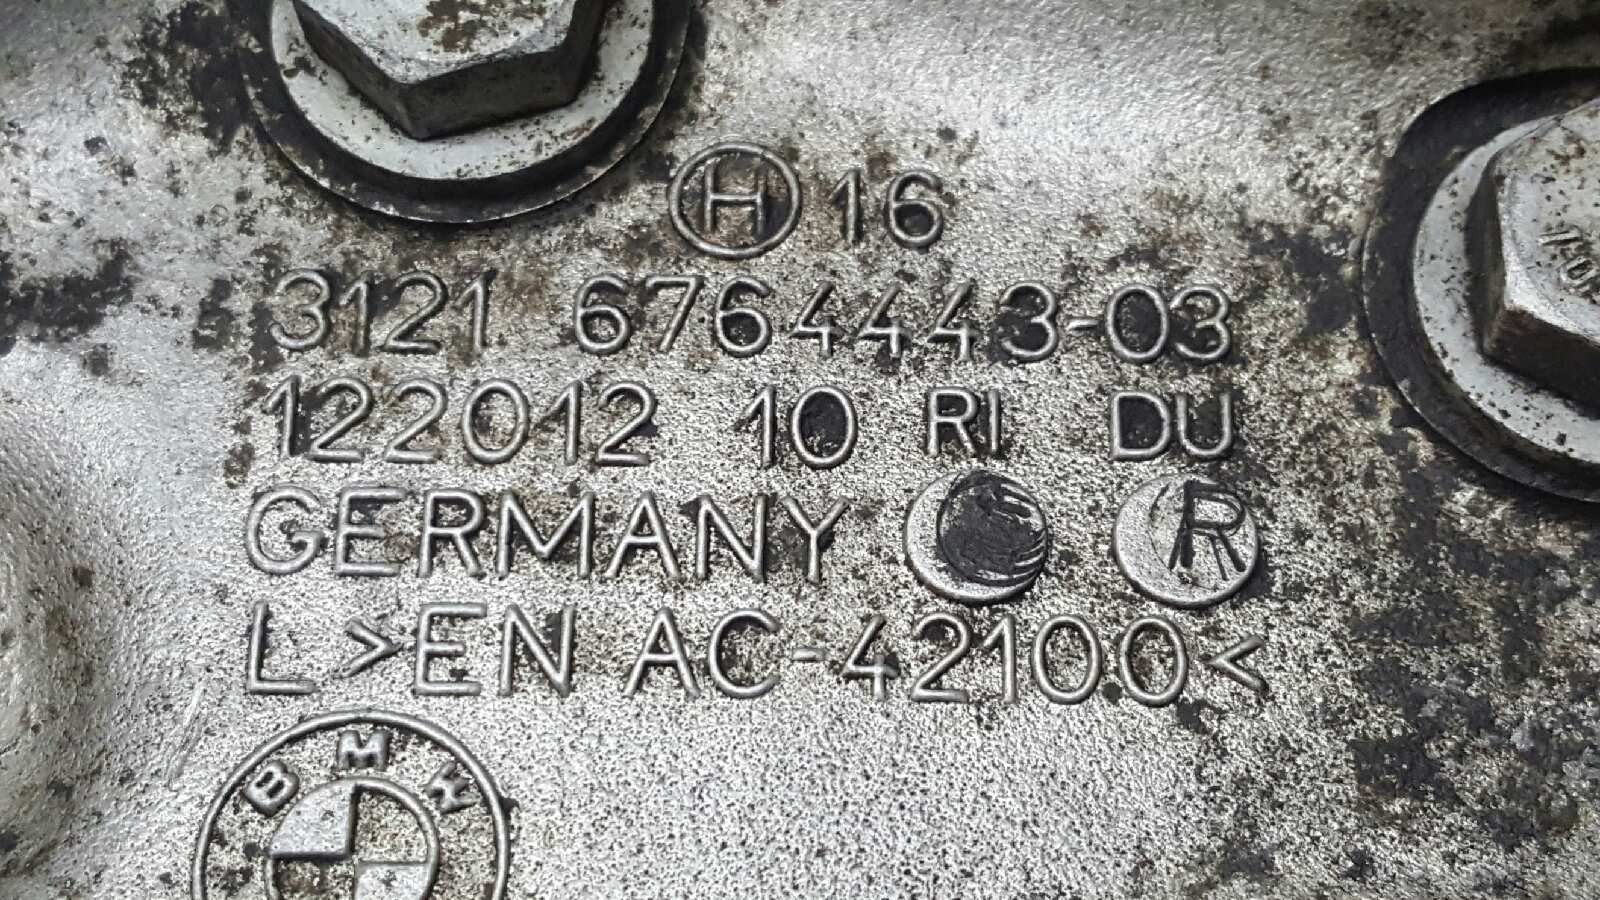 H 16
3121 6764443-03
122012 10 RI DU
GERMANY R
L >EN AC-42100<
BMW